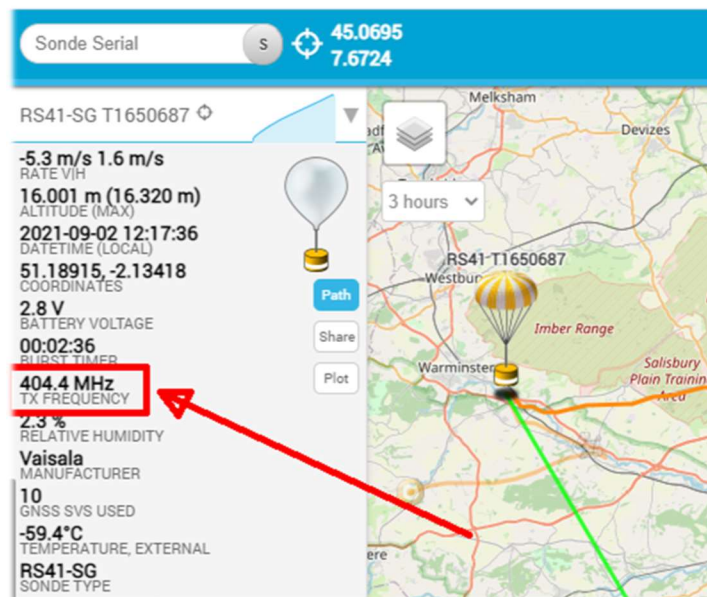 Sonde Serial
S
45.0695
7.6724
RS41-SG T1650687
-5.3 m/s 1.6 m/s
RATE V|H
16.001 m (16.320 m)
ALTITUDE (MAX)
2021-09-02 12:17:36
DATETIME (LOCAL)
51.18915, -2.13418
COORDINATES
2.8 V
BATTERY VOLTAGE
00:02:36
BURST TIMER
404.4 MHz
TX FREQUENCY
2.3 %
RELATIVE HUMIDITY
Vaisala
MANUFACTURER
10
GNSS SVS USED
-59.4°C
TEMPERATURE, EXTERNAL
RS41-SG
SONDE TYPE
Path
Share
Plot
3 hours
Melksham
Devizes
RS41-T1650687
Westbur
Imber Range
Warminster
Salisbury
Plain Trainin
Area
ere